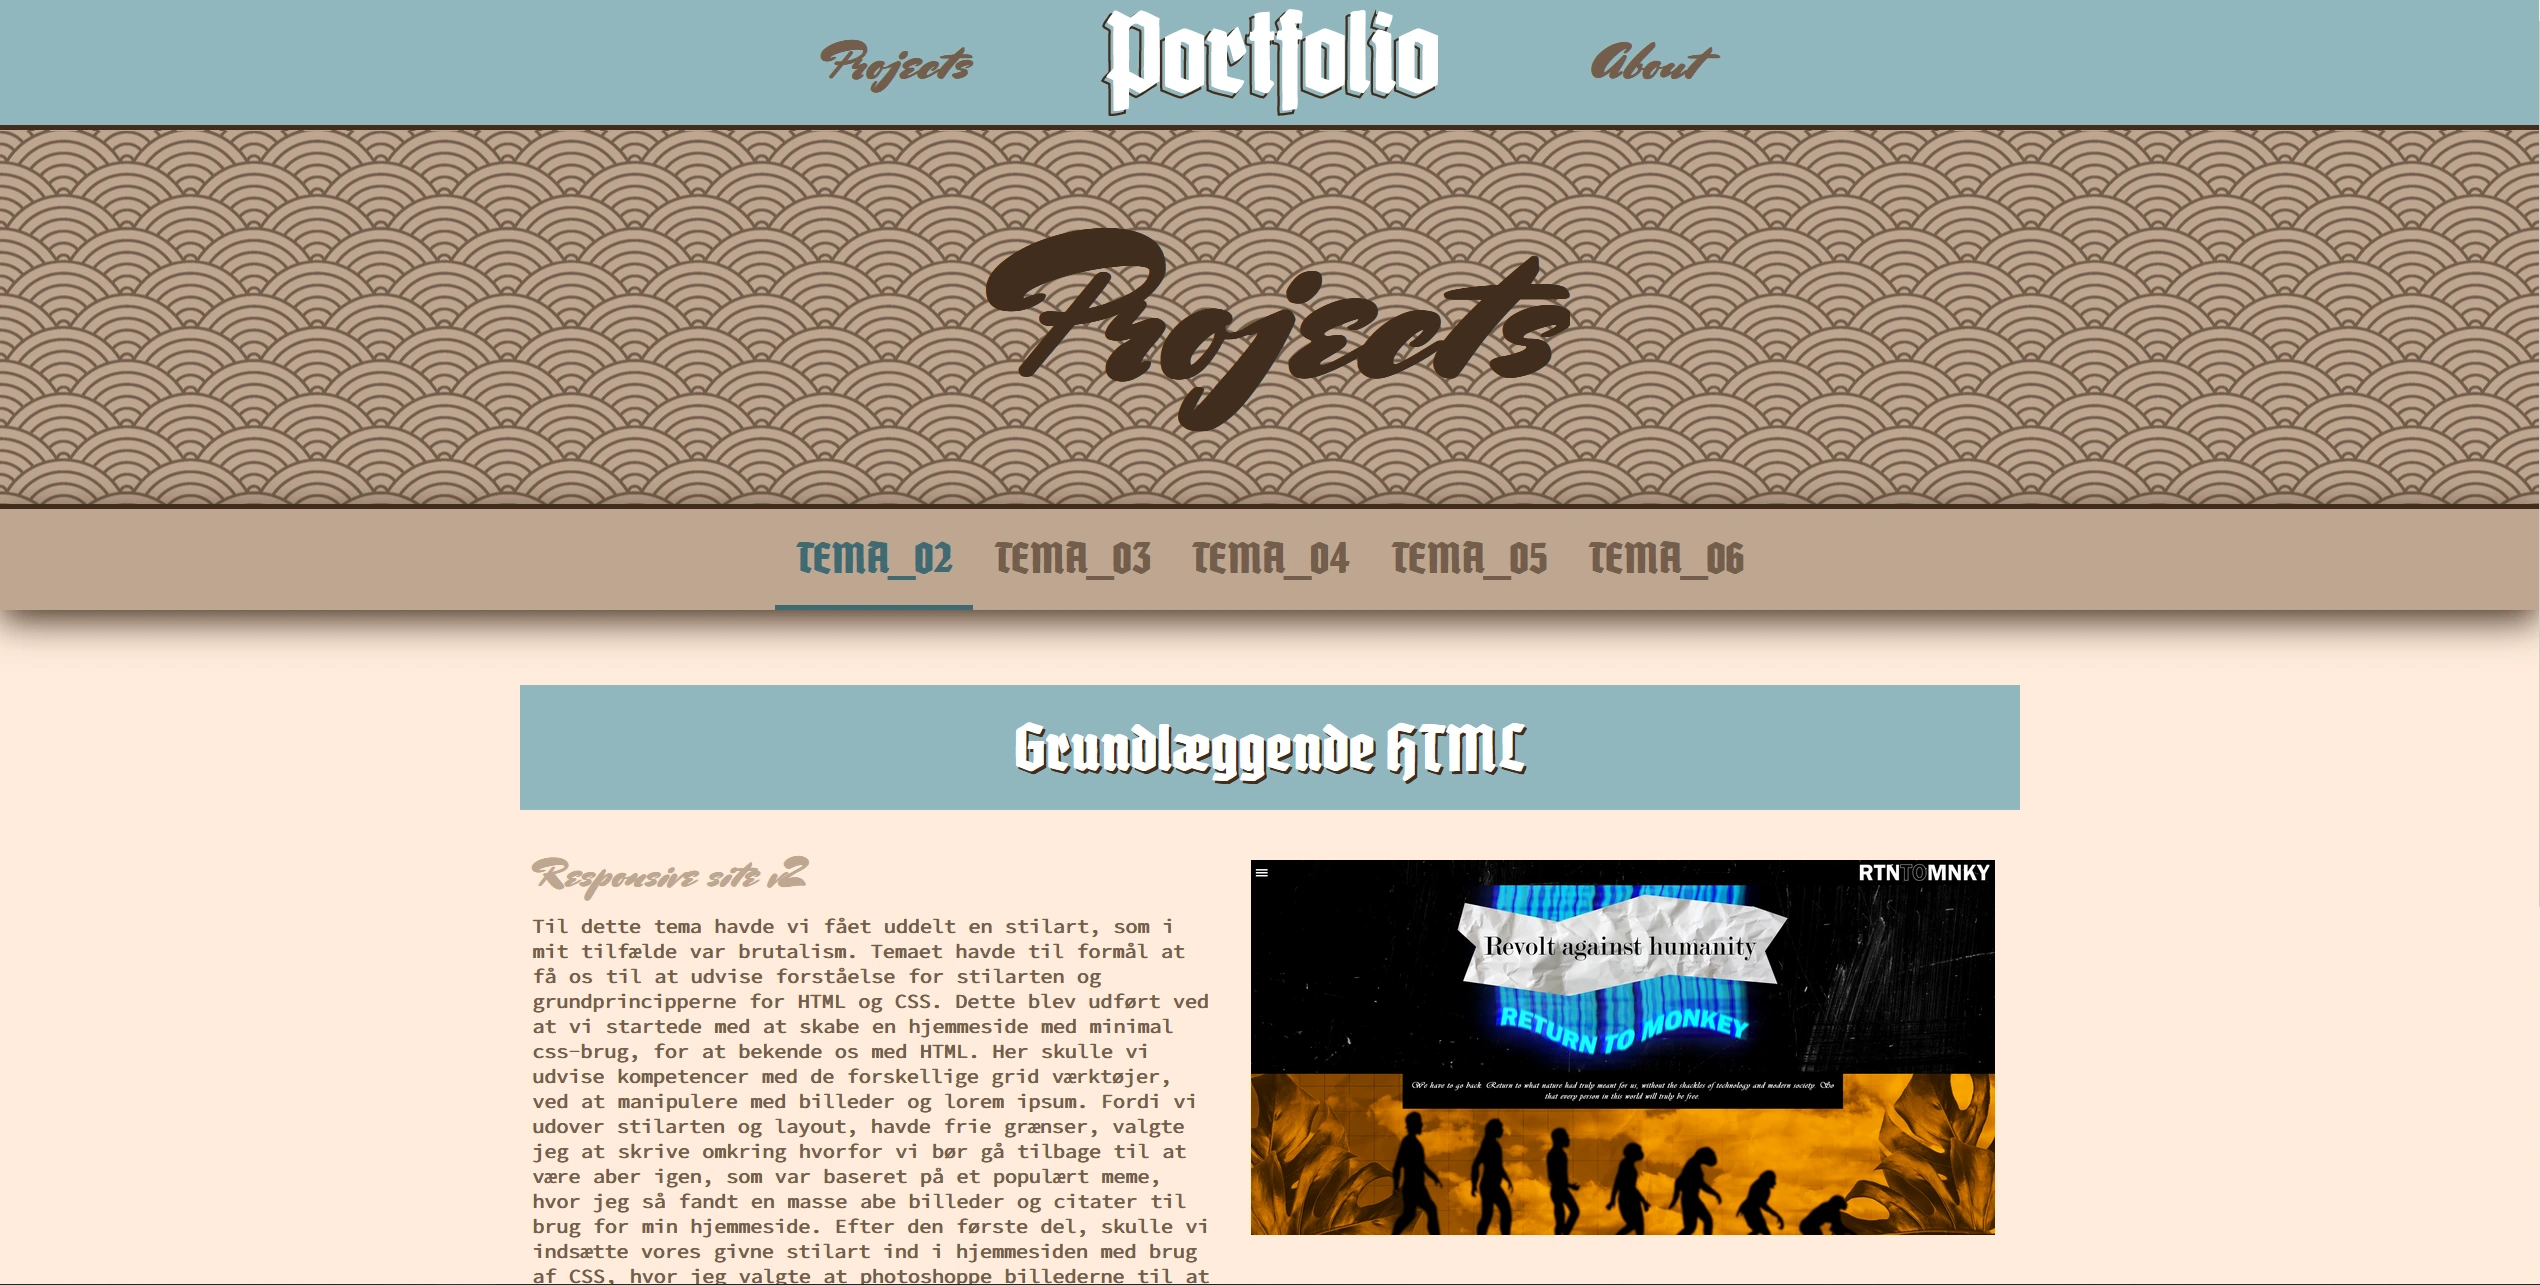 Projects
Portfolio
About
Projects
TEMA_02 TEMA_03 TEMA_04 TEMA_05 TEMA_06
Grundlæggende HTML
Responsive site v2
Til dette tema havde vi fået uddelt en stilart, som i
mit tilfælde var brutalism. Temaet havde til formål at
få os til at udvise forståelse for stilarten og
grundprincipperne for HTML og CSS. Dette blev udført ved
at vi startede med at skabe en hjemmeside med minimal
css-brug, for at bekende os med HTML. Her skulle vi
udvise kompetencer med de forskellige grid værktøjer,
ved at manipulere med billeder og lorem ipsum. Fordi vi
udover stilarten og layout, havde frie grænser, valgte
jeg at skrive omkring hvorfor vi bør gå tilbage til at
være aber igen, som var baseret på et populært meme,
hvor jeg så fandt en masse abe billeder og citater til
brug for min hjemmeside. Efter den første del, skulle vi
indsætte vores givne stilart ind i hjemmesiden med brug
af CSS, hvor jeg valgte at photoshoppe billederne til at
RTNTOMNKY
Revolt against humanity
RETURN TO MONKEY
We have to go back. Return to what nature had truly meant for us, without the shackles of technology and modern society. So
that every person in this world will truly be free.